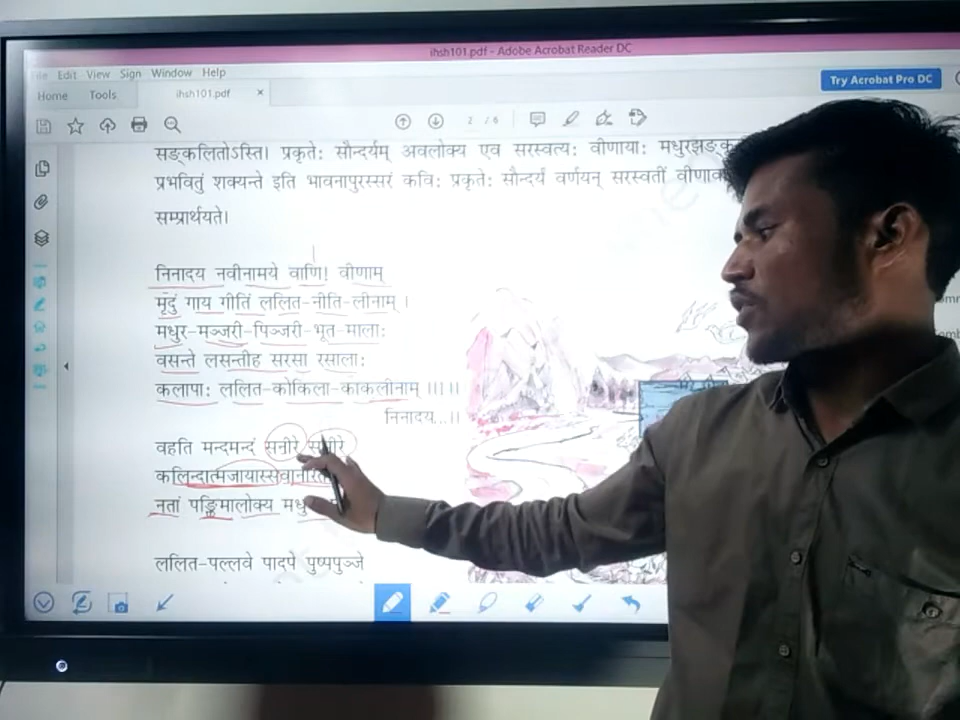 ihsh101.pdf - Adobe Acrobat Reader DC
File Edit View Sign Window Help
Try Acrobat Pro DC
Home Tools ihsh101.pdf ×
2 / 6
सङ्कलितोऽस्ति। प्रकृतेः सौन्दर्यम् अवलोक्य एव सरस्वत्याः वीणायाः
प्रभवितुं शक्यन्ते इति भावनापुरस्सरं कविः प्रकृतेः सौन्दर्यं वर्णयन् सरस्वतीं
सम्प्रार्थयते।
निनादय नवीनामये वाणि! वीणाम्
मृदुं गाय गीतिं ललित-नीति-लीनाम् ।
मधुर-मञ्जरी-पिञ्जरी-भूत-मालाः
वसन्ते लसन्तीह सरसा रसालाः
कलापाः ललित-कोकिला-काकलीनाम् ॥1॥
निनादय...॥
वहति मन्दमन्दं सनीरे समीरे
कलिन्दात्मजायास्सवानीरतीरे
नतां पङ्क्तिमालोक्य
ललित-पल्लवे पादपे पुष्पपुञ्जे